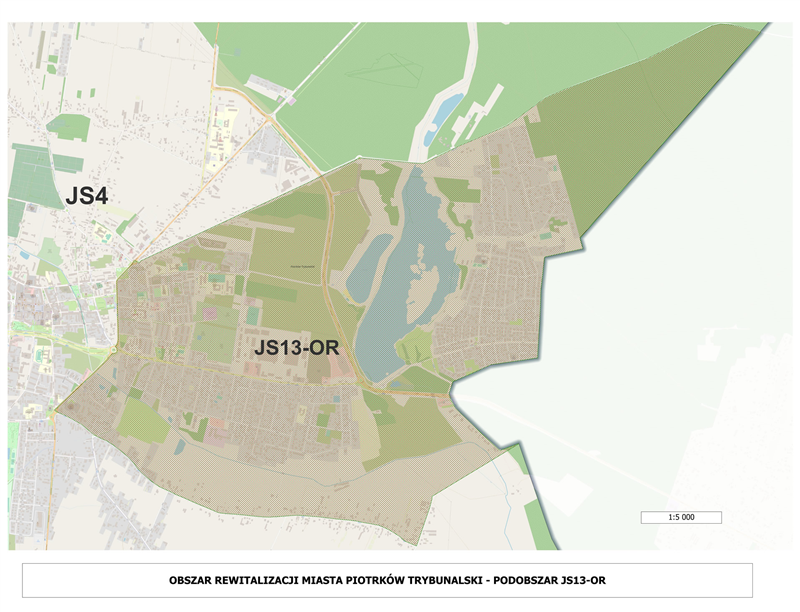 JS4
JS13-OR
1:5 000
OBSZAR REWITALIZACJI MIASTA PIOTRKÓW TRYBUNALSKI - PODOBSZAR JS13-OR